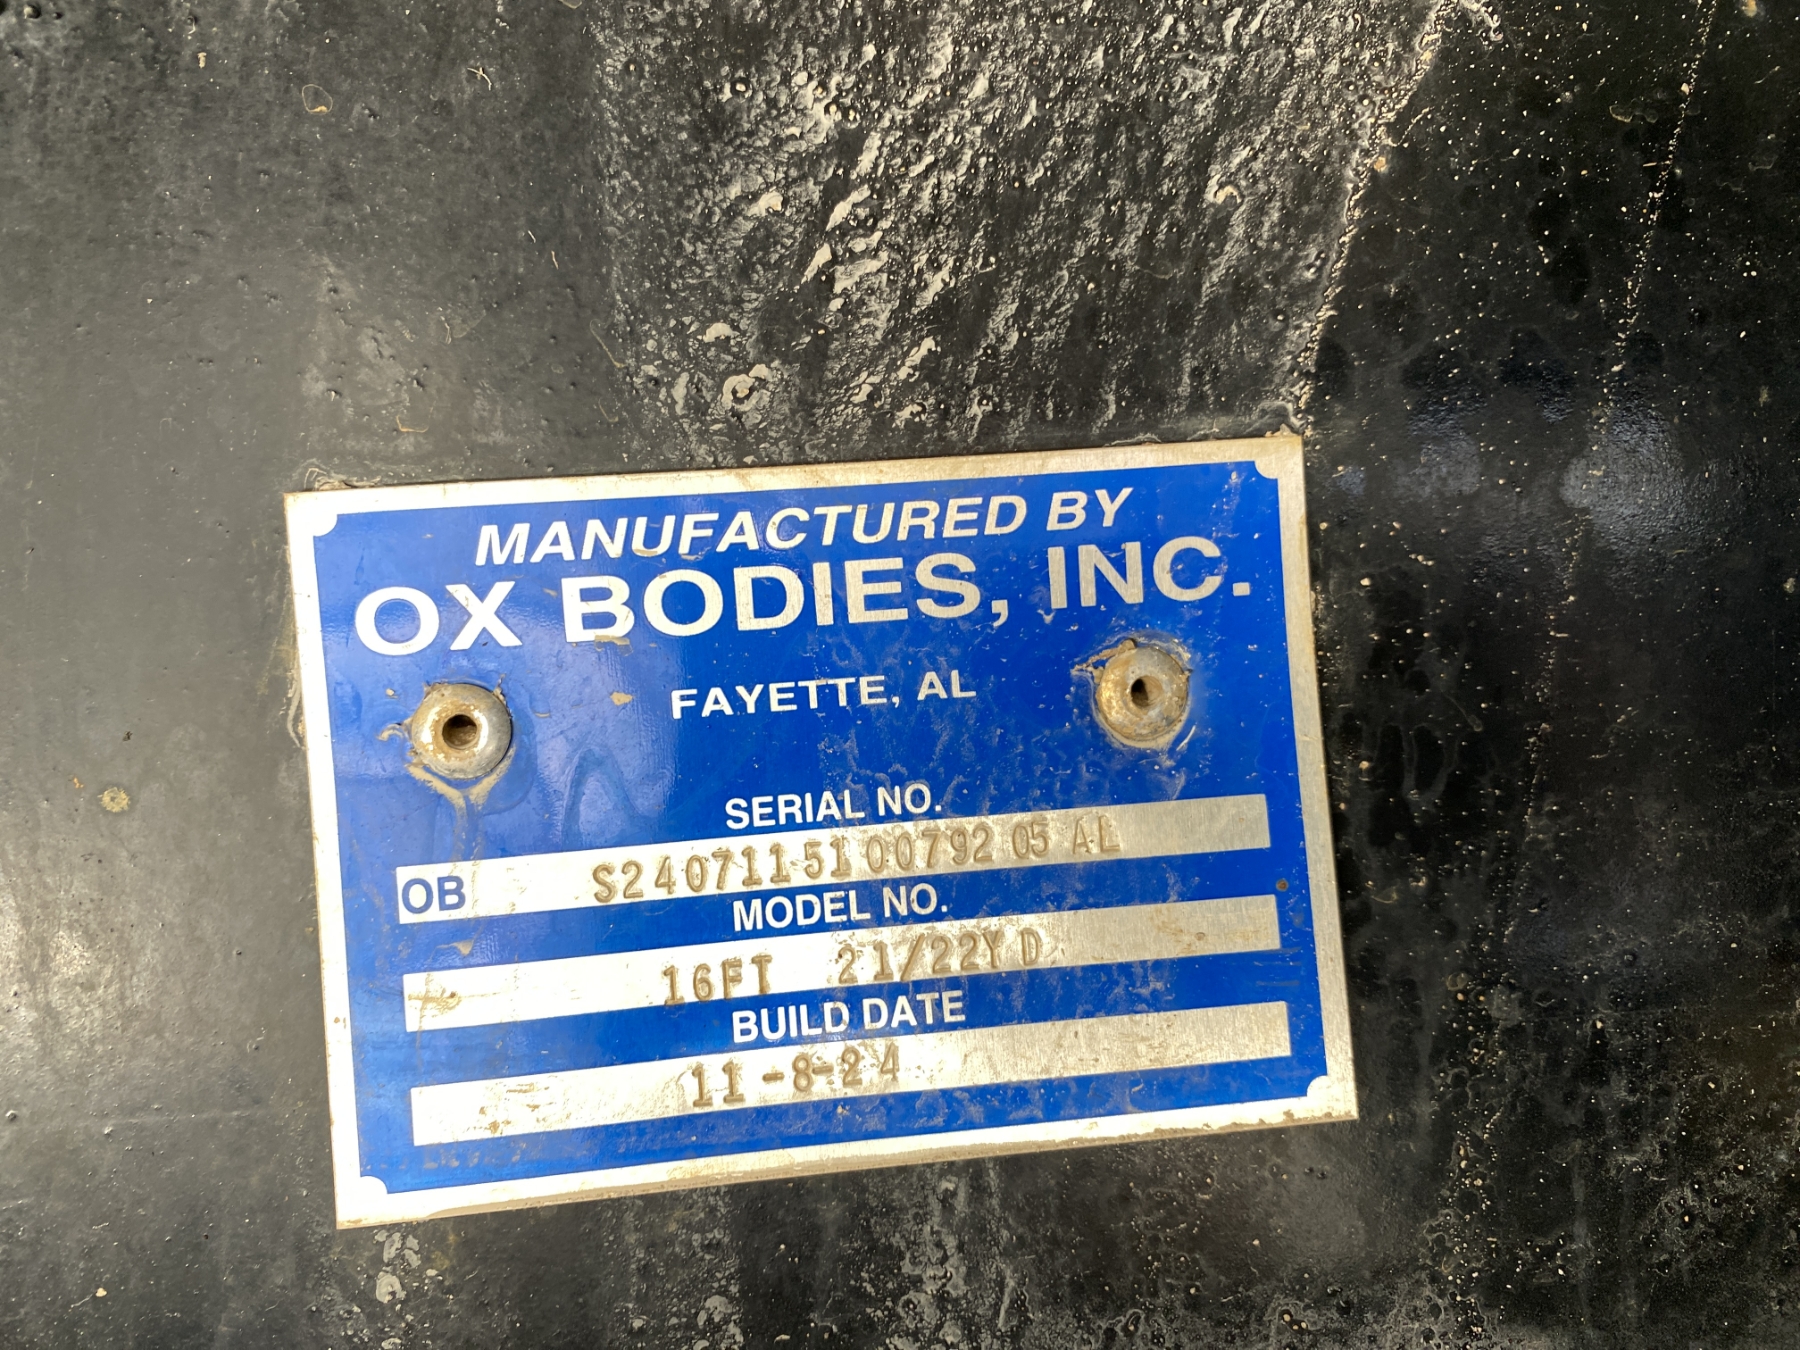 MANUFACTURED BY
OX BODIES, INC.
FAYETTE, AL
SERIAL NO.
OB S240711 51 00792 05 AL
MODEL NO.
16FT 21/22YD
BUILD DATE
11-8-24